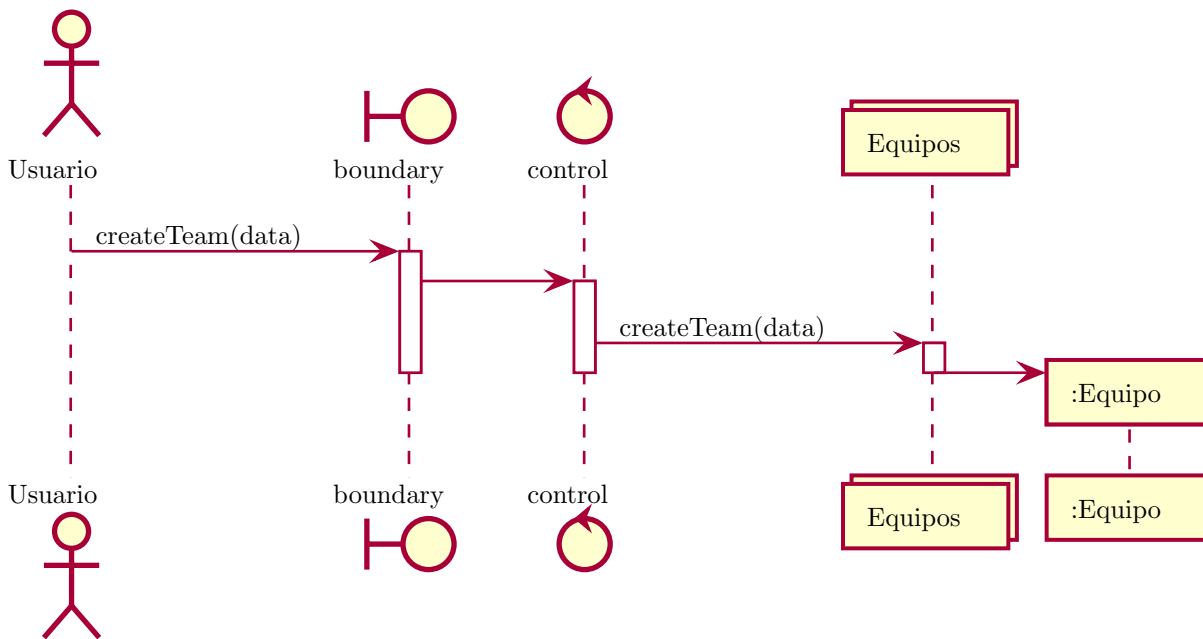 Usuario
boundary
control
Equipos
createTeam(data)
createTeam(data)
:Equipo
Usuario
boundary
control
Equipos
:Equipo